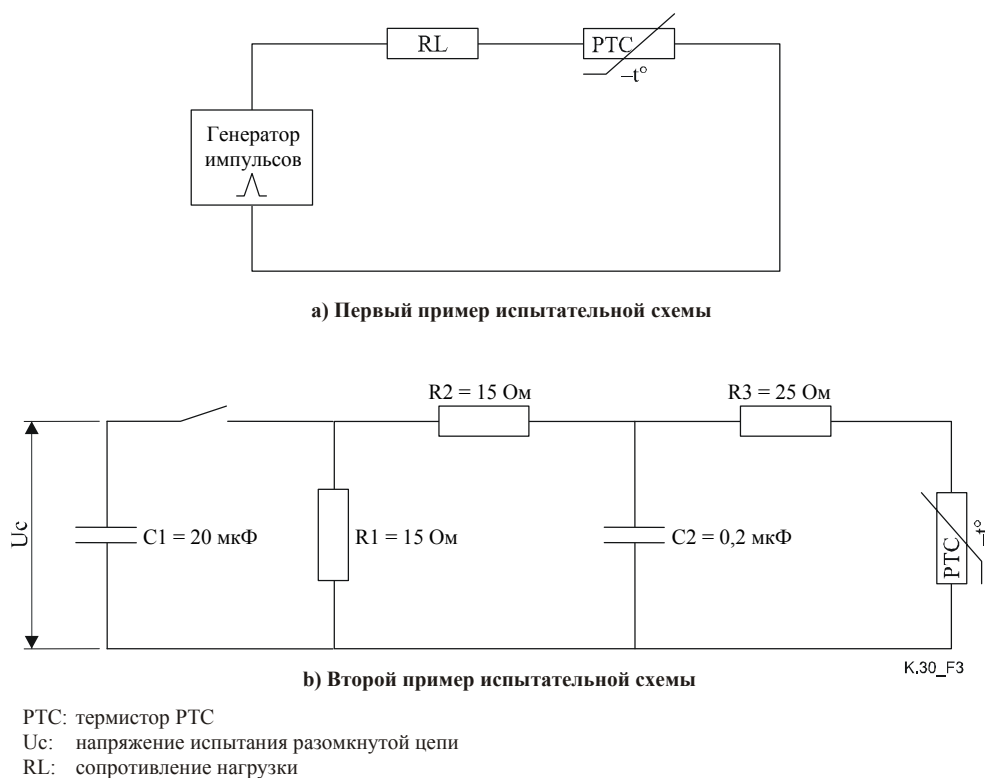 RL
PTC
–t°
Генератор
импульсов
a) Первый пример испытательной схемы
R2 = 15 Ом
R3 = 25 Ом
Uc
C1 = 20 мкФ
R1 = 15 Ом
C2 = 0,2 мкФ
PTC
–t°
K.30_F3
b) Второй пример испытательной схемы
PTC: термистор PTC
Uc: напряжение испытания разомкнутой цепи
RL: сопротивление нагрузки